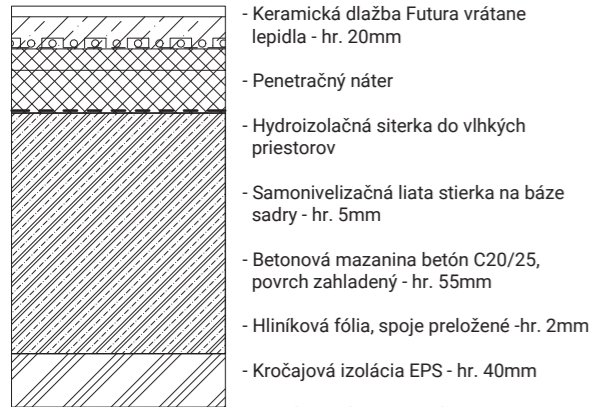 - Keramická dlažba Futura vrátane
lepidla - hr. 20mm
- Penetračný náter
- Hydroizolačná siterka do vlhkých
priestorov
- Samonivelizačná liata stierka na báze
sadry - hr. 5mm
- Betonová mazanina betón C20/25,
povrch zahladený - hr. 55mm
- Hliníková fólia, spoje preložené -hr. 2mm
- Kročajová izolácia EPS - hr. 40mm